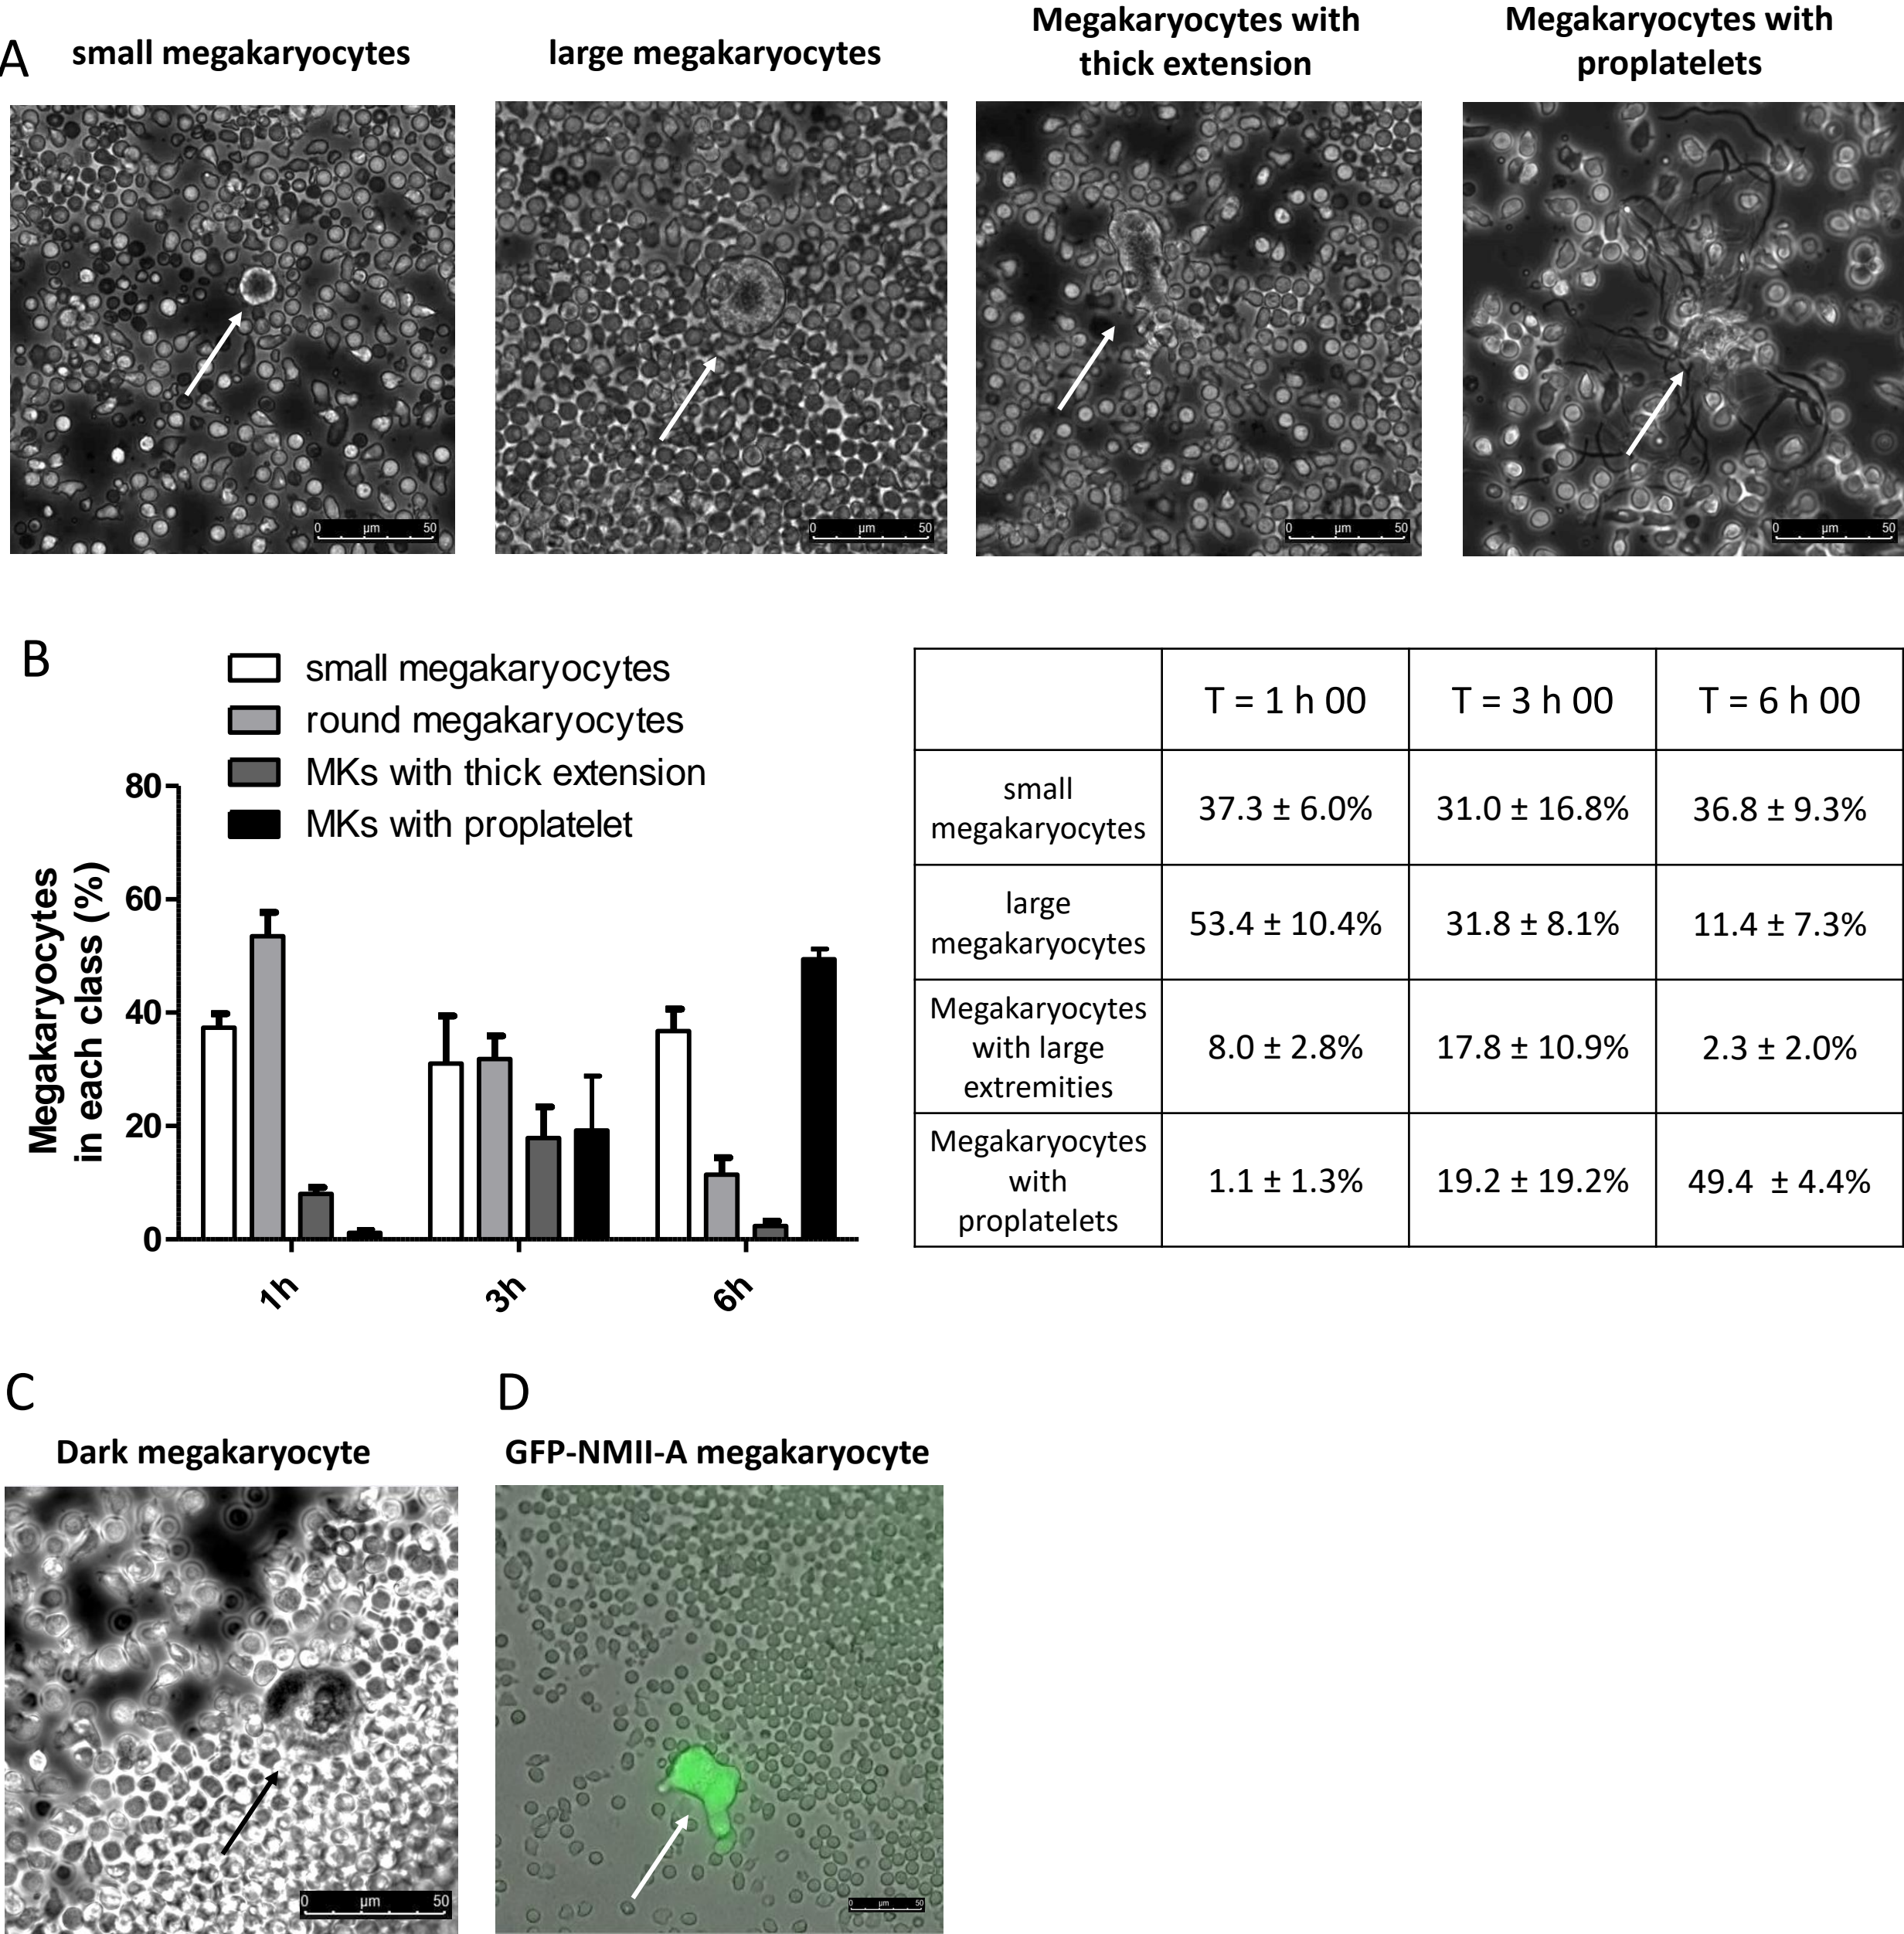 A
small megakaryocytes
large megakaryocytes
Megakaryocytes with
thick extension
Megakaryocytes with
proplatelets
0 µm 50
0 µm 50
0 µm 50
0 µm 50
B
small megakaryocytes
round megakaryocytes
MKs with thick extension
MKs with proplatelet
Megakaryocytes
in each class (%)
80
60
40
20
0
1h
3h
6h
T = 1 h 00
T = 3 h 00
T = 6 h 00
small
megakaryocytes
37.3 ± 6.0%
31.0 ± 16.8%
36.8 ± 9.3%
large
megakaryocytes
53.4 ± 10.4%
31.8 ± 8.1%
11.4 ± 7.3%
Megakaryocytes
with large
extremities
8.0 ± 2.8%
17.8 ± 10.9%
2.3 ± 2.0%
Megakaryocytes
with
proplatelets
1.1 ± 1.3%
19.2 ± 19.2%
49.4 ± 4.4%
C
Dark megakaryocyte
0 µm 50
D
GFP-NMII-A megakaryocyte
0 µm 50